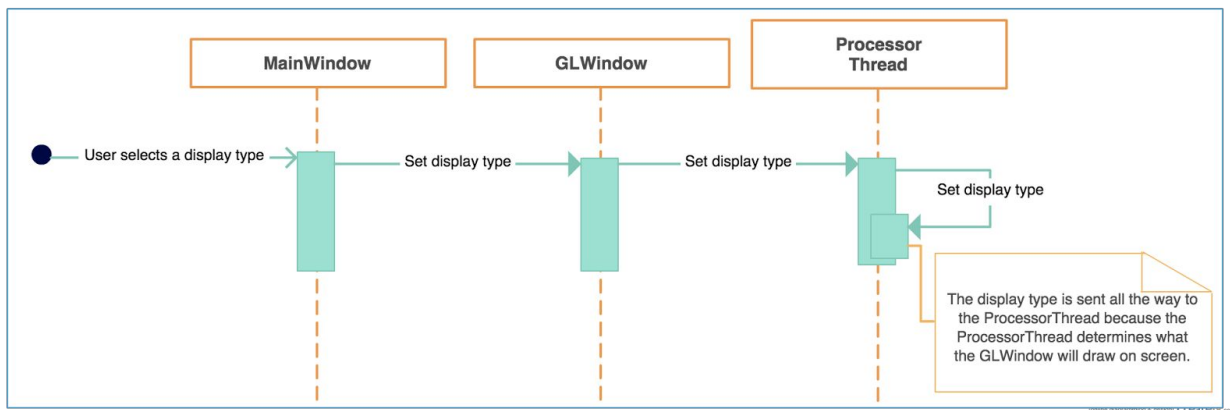 MainWindow
GLWindow
Processor
Thread
User selects a display type
Set display type
Set display type
Set display type
The display type is sent all the way to
the ProcessorThread because the
ProcessorThread determines what
the GLWindow will draw on screen.